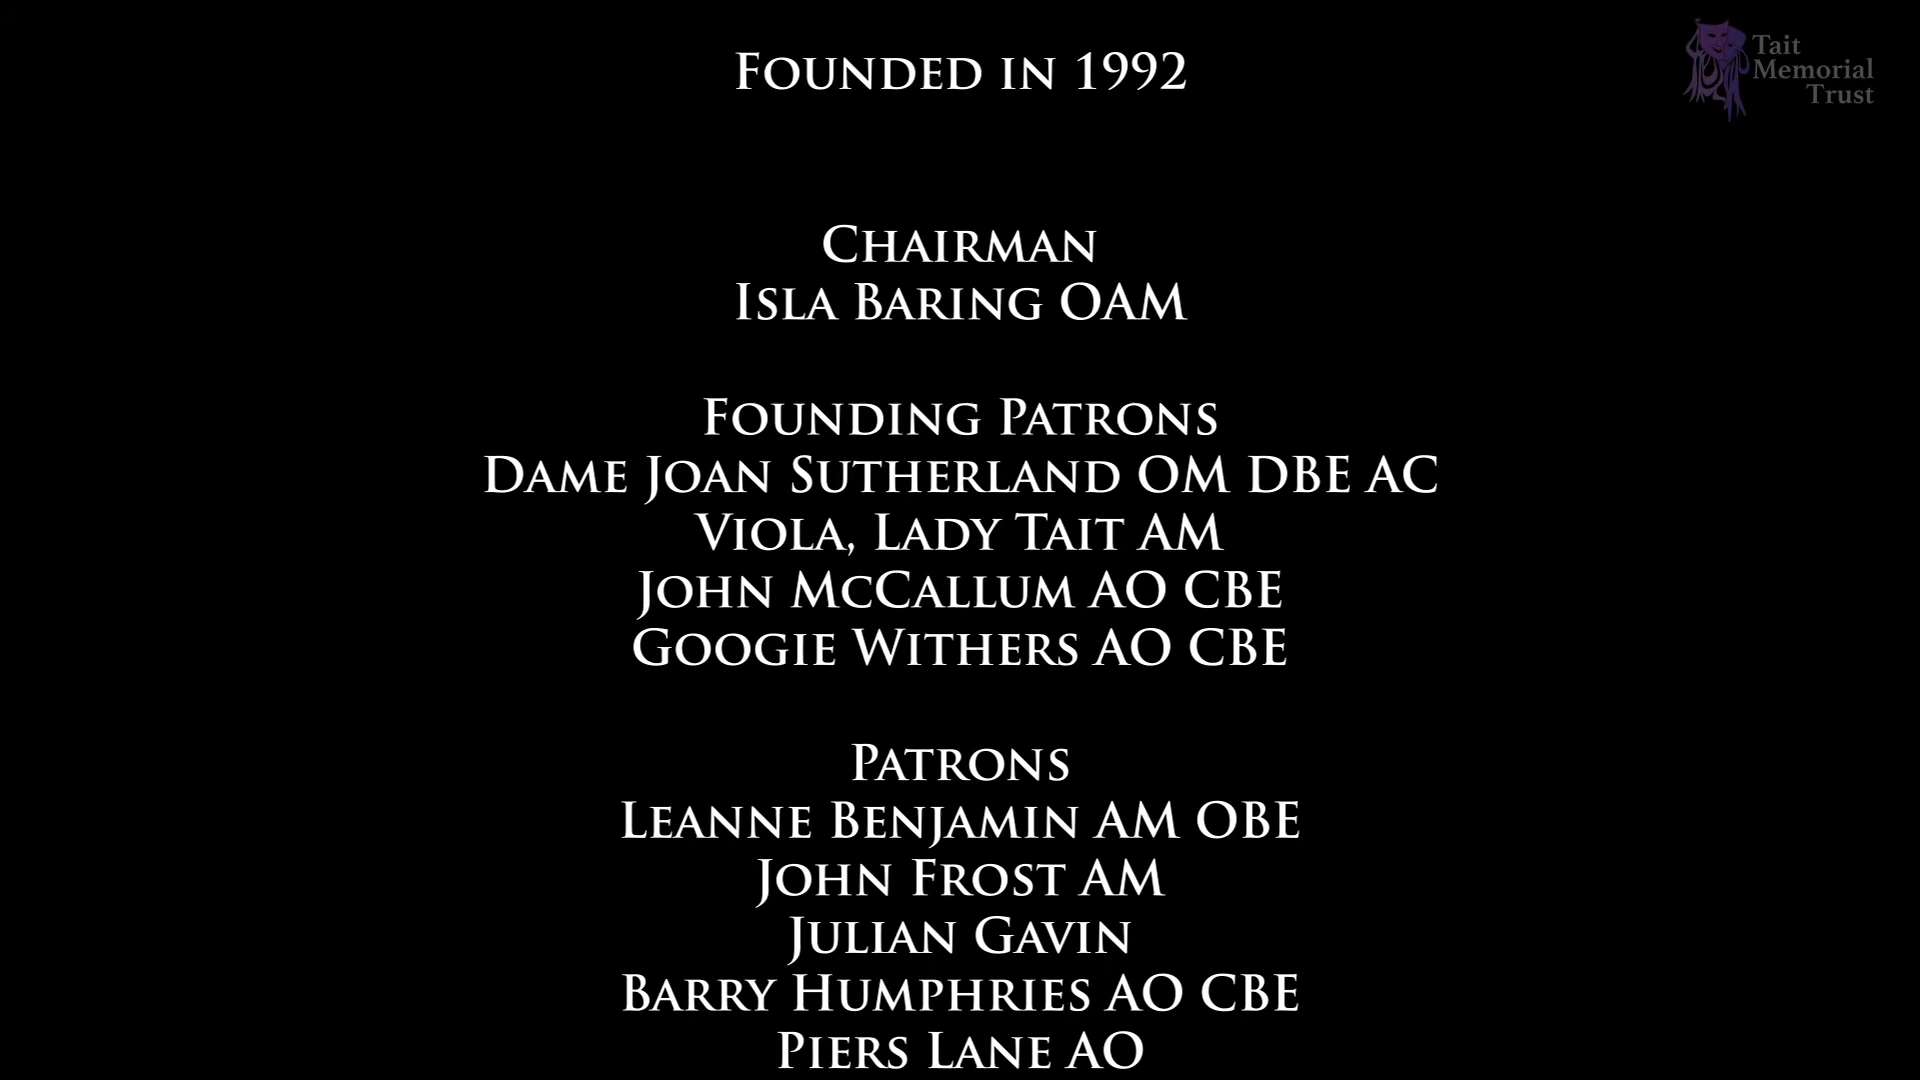 Founded in 1992
Tait
Memorial
Trust
Chairman
Isla Baring OAM
Founding Patrons
Dame Joan Sutherland OM DBE AC
Viola, Lady Tait AM
John McCallum AO CBE
Googie Withers AO CBE
Patrons
Leanne Benjamin AM OBE
John Frost AM
Julian Gavin
Barry Humphries AO CBE
Piers Lane AO